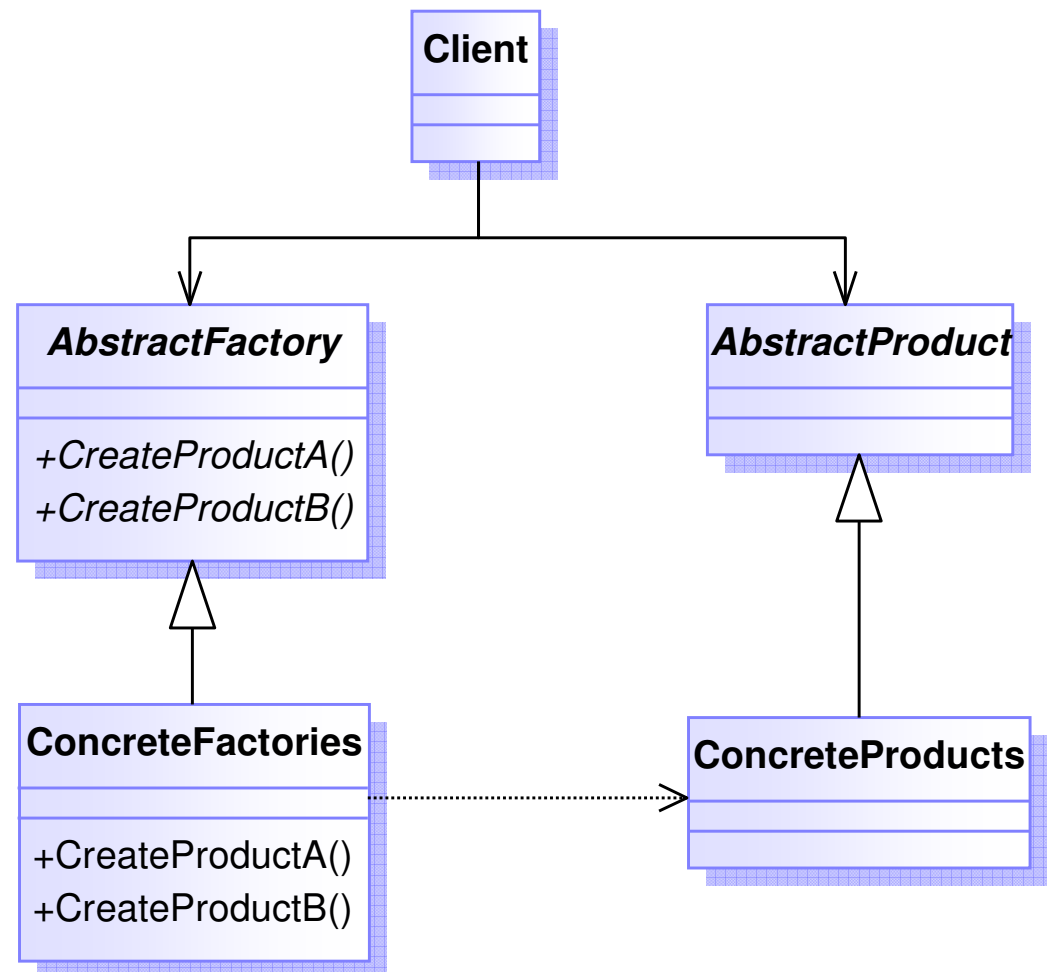 Client
AbstractFactory
+CreateProductA()
+CreateProductB()
AbstractProduct
ConcreteFactories
+CreateProductA()
+CreateProductB()
ConcreteProducts